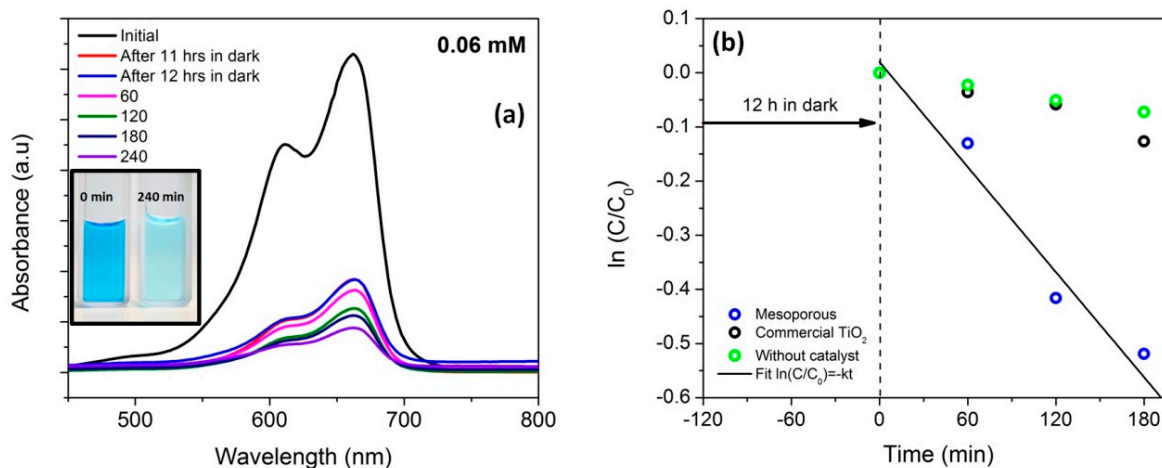 Initial
After 11 hrs in dark
After 12 hrs in dark
60
120
180
240
0.06 mM
(a)
0 min 240 min
Absorbance (a.u)
500 600 700 800
Wavelength (nm)
(b)
0.1
0.0
-0.1
-0.2
-0.3
-0.4
-0.5
-0.6
ln (C/C₀)
12 h in dark
Mesoporous
Commercial TiO₂
Without catalyst
Fit ln(C/C₀)=-kt
-120 -60 0 60 120 180
Time (min)